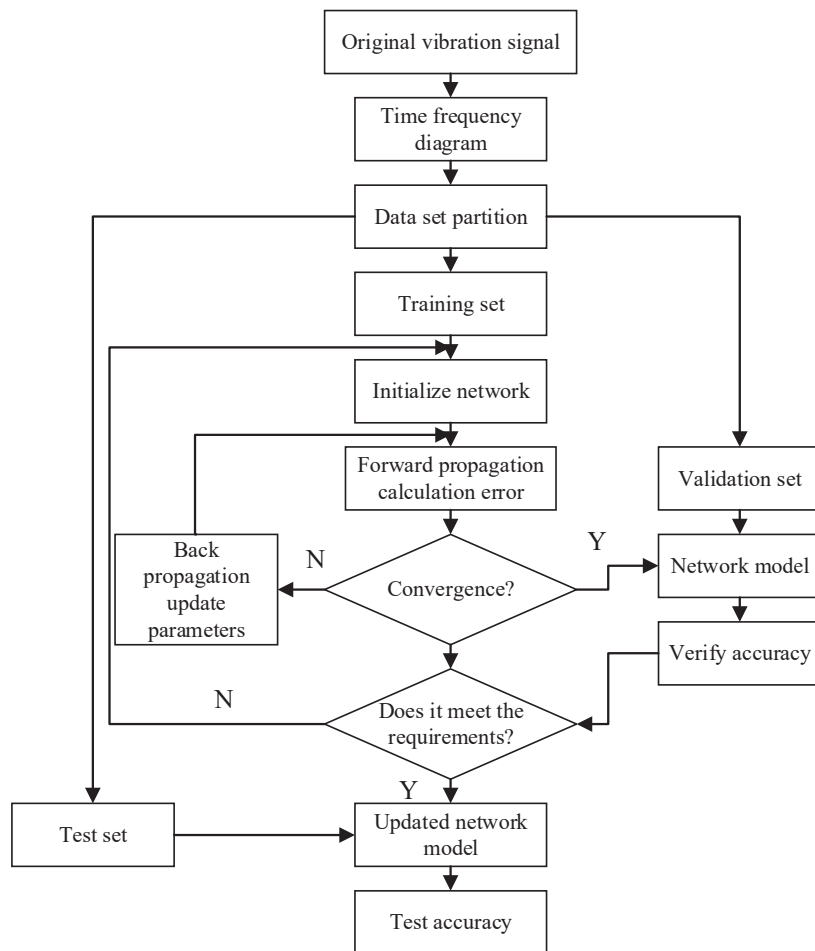 Original vibration signal
Time frequency
diagram
Data set partition
Training set
Initialize network
Forward propagation
calculation error
Validation set
Y
N
Back
propagation
update
parameters
Convergence?
Network model
Verify accuracy
N
Does it meet the
requirements?
Y
Test set
Updated network
model
Test accuracy